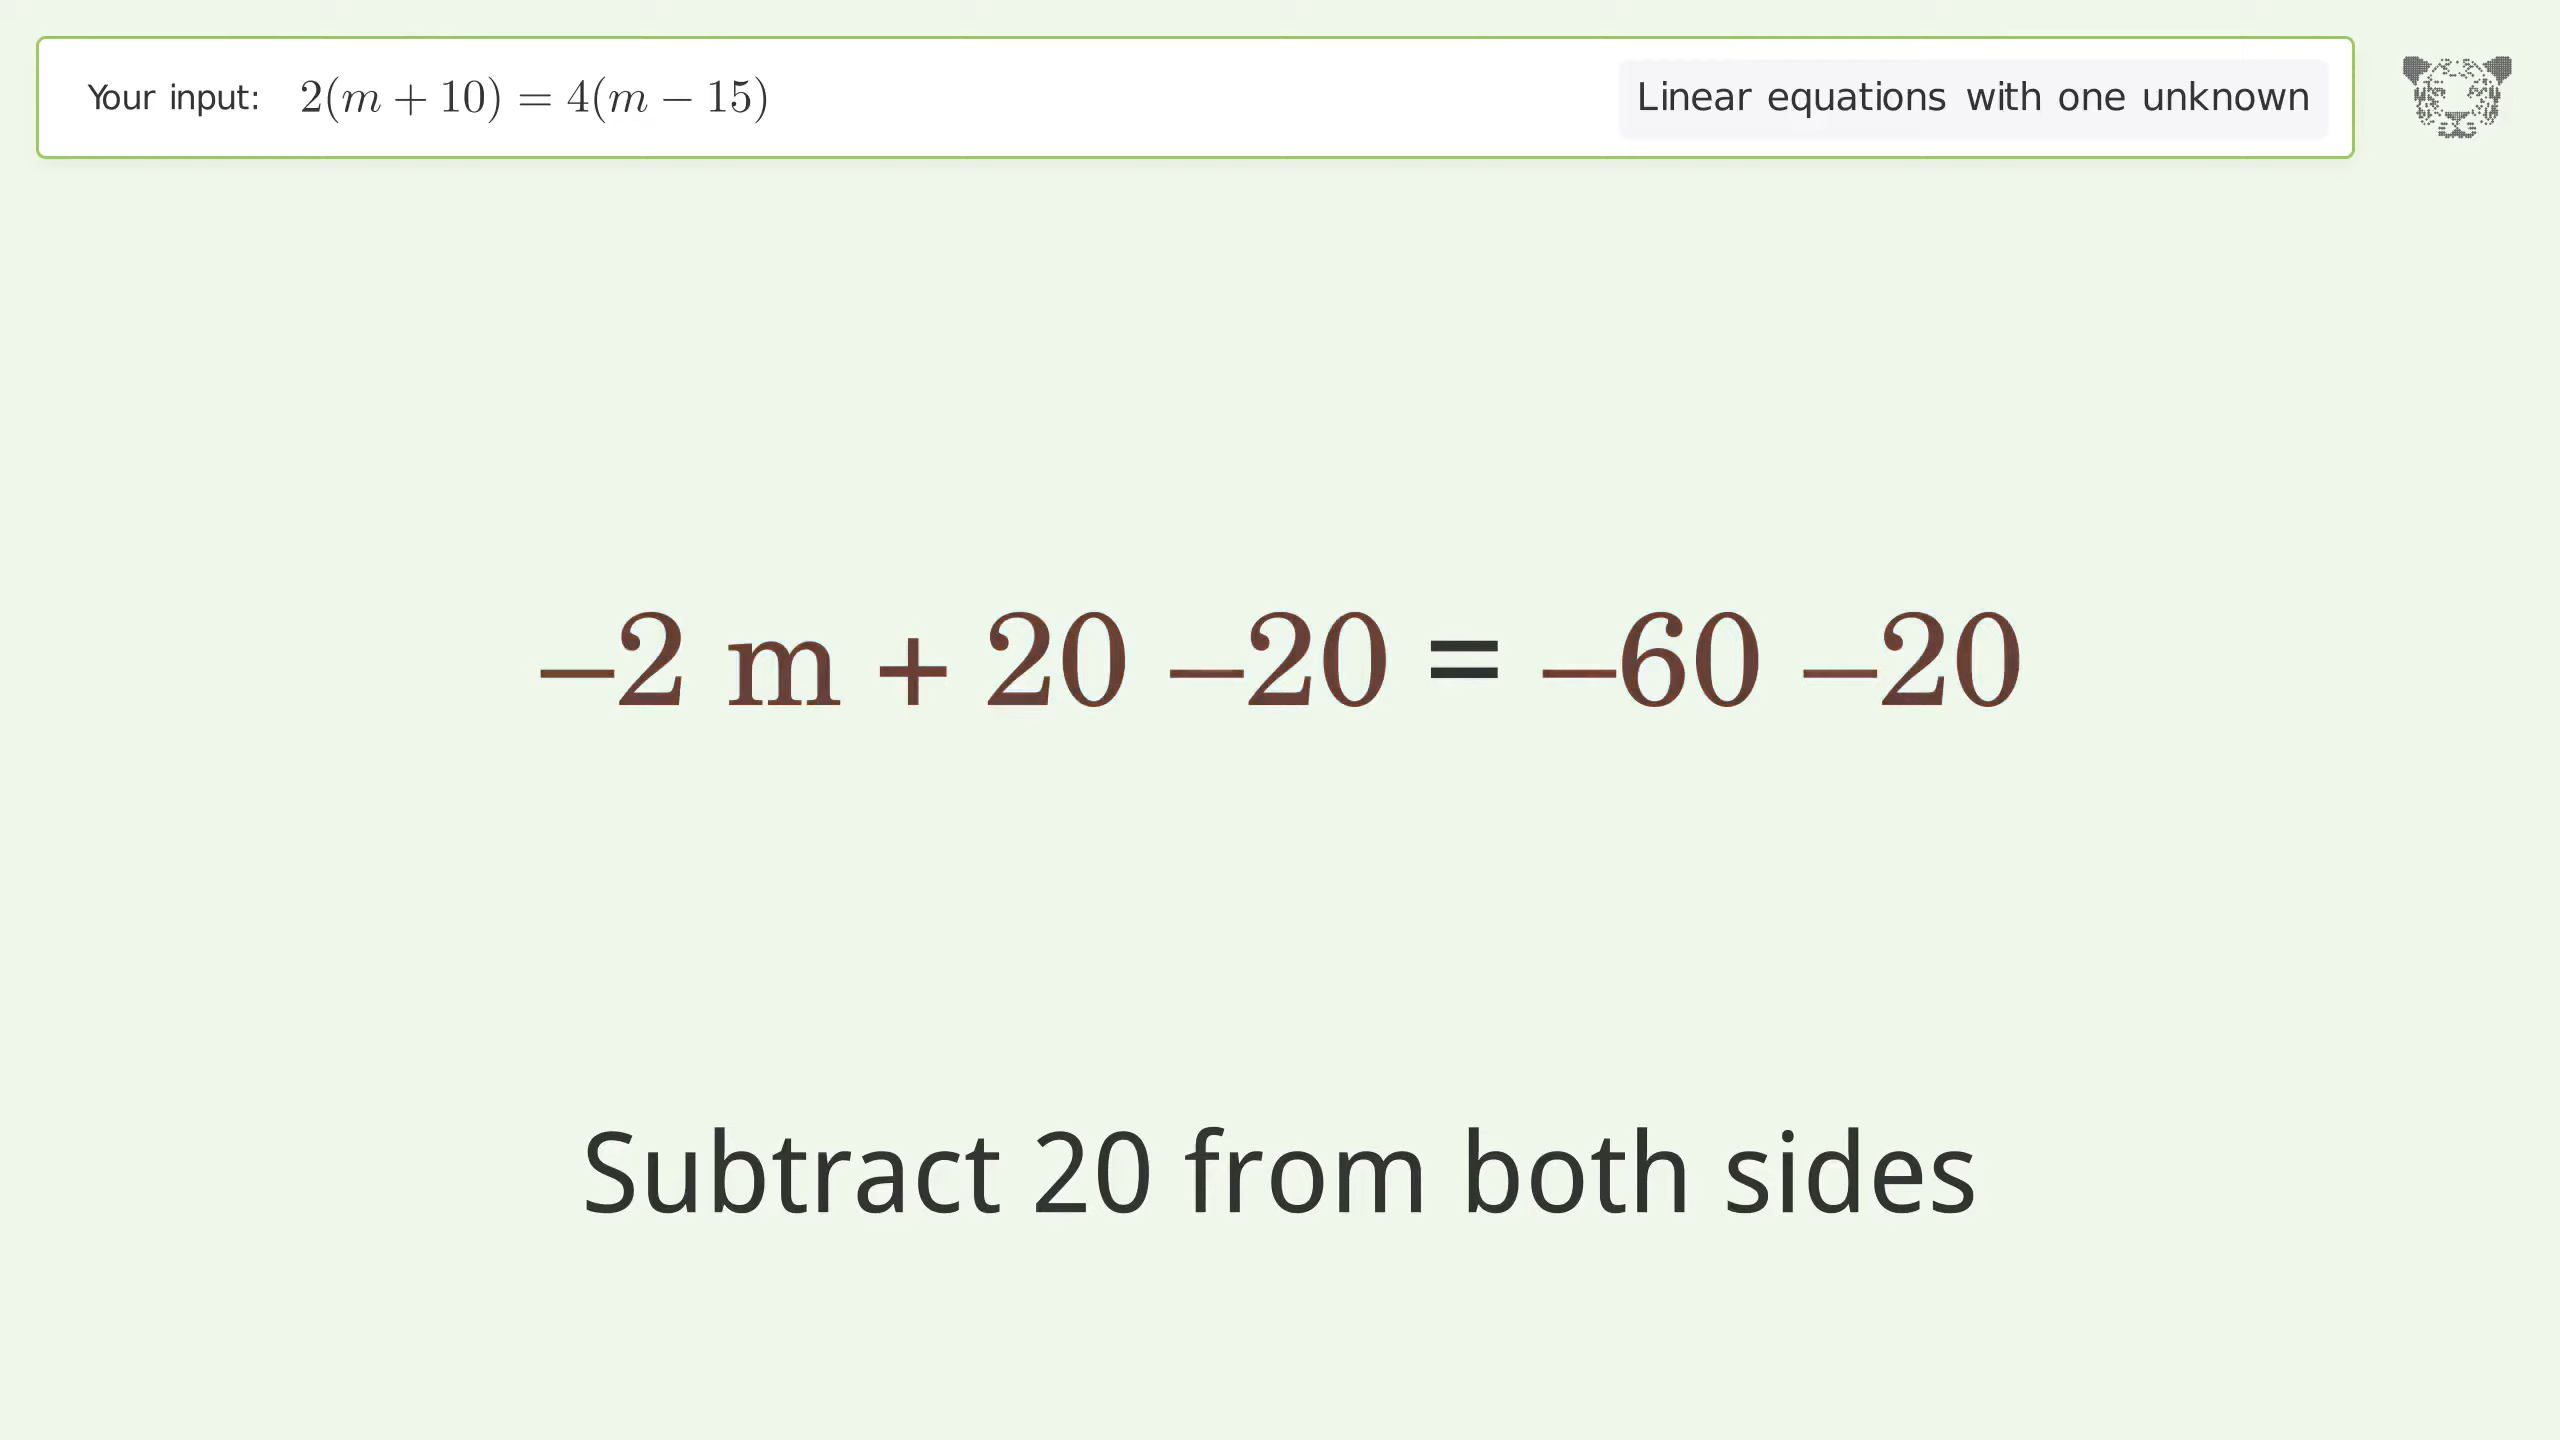 Your input: 2(m + 10) = 4(m − 15) Linear equations with one unknown
–2 m + 20 –20 = –60 –20
Subtract 20 from both sides